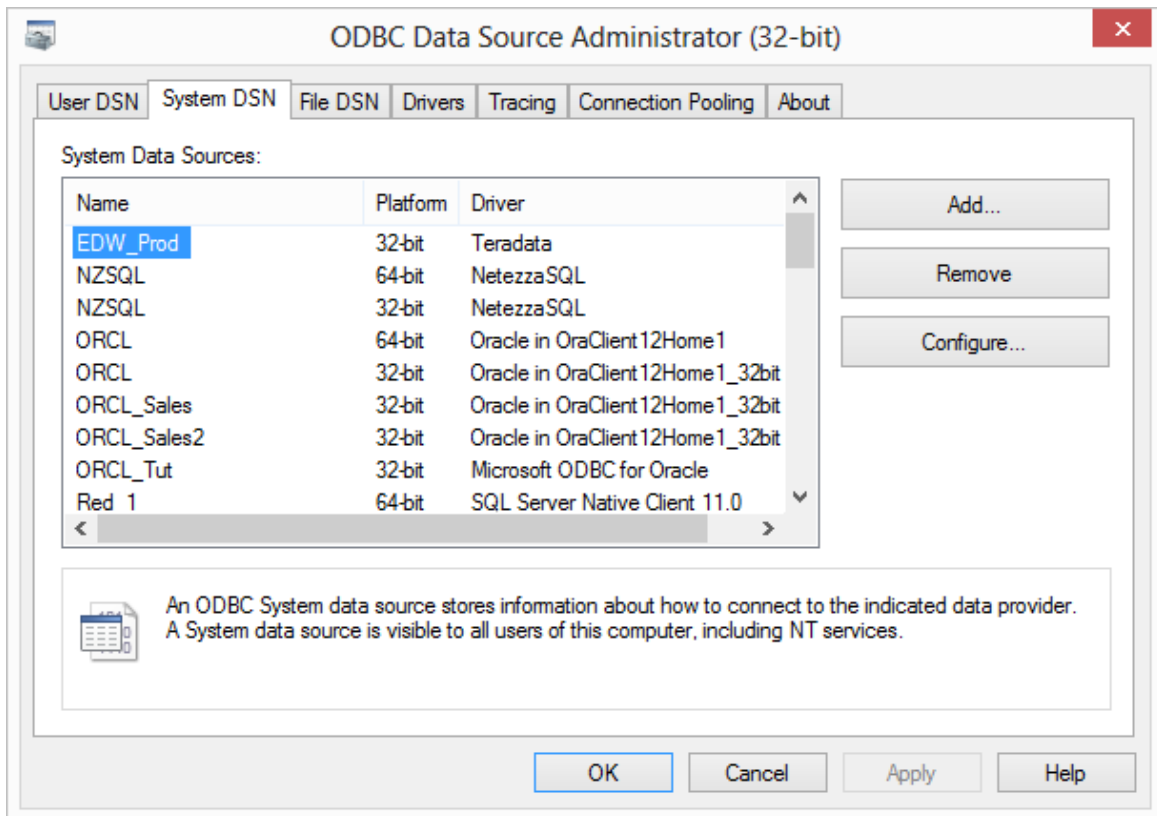 ODBC Data Source Administrator (32-bit)
User DSN System DSN File DSN Drivers Tracing Connection Pooling About
System Data Sources:
Name Platform Driver
EDW_Prod 32-bit Teradata
NZSQL 64-bit NetezzaSQL
NZSQL 32-bit NetezzaSQL
ORCL 64-bit Oracle in OraClient12Home1
ORCL 32-bit Oracle in OraClient12Home1_32bit
ORCL_Sales 32-bit Oracle in OraClient12Home1_32bit
ORCL_Sales2 32-bit Oracle in OraClient12Home1_32bit
ORCL_Tut 32-bit Microsoft ODBC for Oracle
Red_1 64-bit SQL Server Native Client 11.0
Add...
Remove
Configure...
An ODBC System data source stores information about how to connect to the indicated data provider.
A System data source is visible to all users of this computer, including NT services.
OK Cancel Apply Help